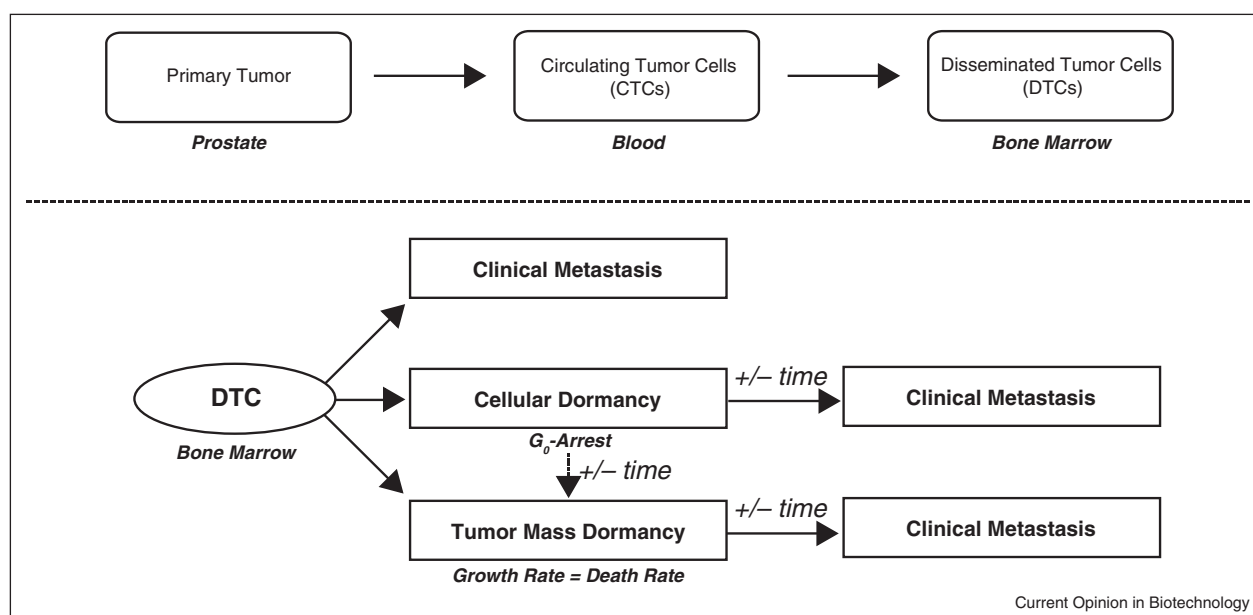 Primary Tumor
Circulating Tumor Cells
(CTCs)
Disseminated Tumor Cells
(DTCs)
Prostate
Blood
Bone Marrow
Clinical Metastasis
DTC
Bone Marrow
Cellular Dormancy
G₀-Arrest
+/– time
Clinical Metastasis
+/– time
Tumor Mass Dormancy
Growth Rate = Death Rate
+/– time
Clinical Metastasis
Current Opinion in Biotechnology